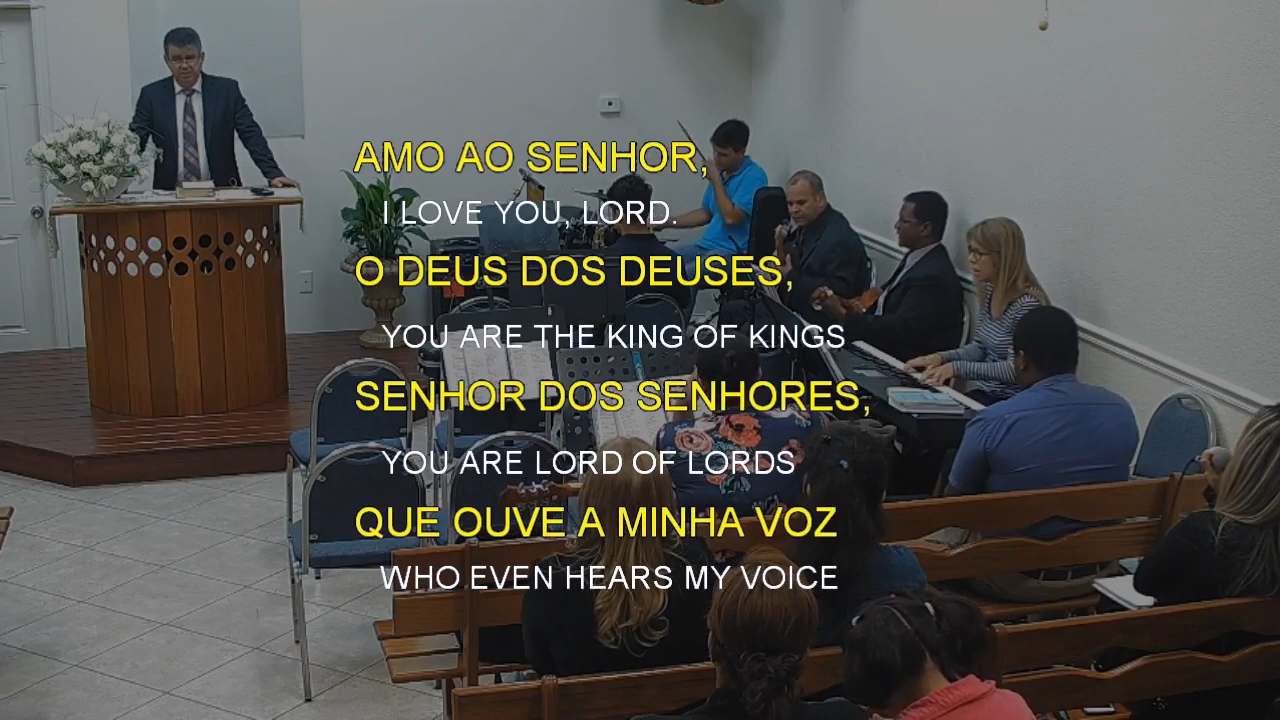 AMO AO SENHOR,
I LOVE YOU, LORD.
O DEUS DOS DEUSES,
YOU ARE THE KING OF KINGS
SENHOR DOS SENHORES,
YOU ARE LORD OF LORDS
QUE OUVE A MINHA VOZ
WHO EVEN HEARS MY VOICE